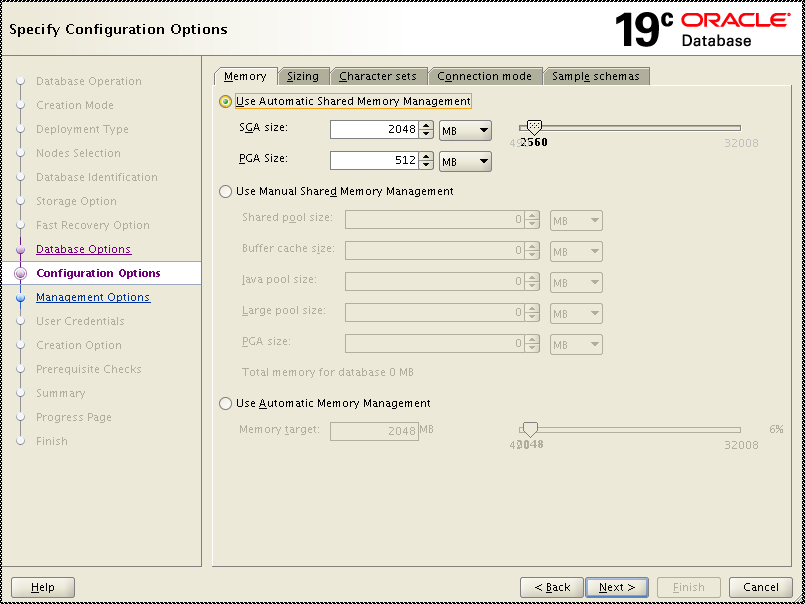 Specify Configuration Options
19c ORACLE
Database
Database Operation
Creation Mode
Deployment Type
Nodes Selection
Database Identification
Storage Option
Fast Recovery Option
Database Options
Configuration Options
Management Options
User Credentials
Creation Option
Prerequisite Checks
Summary
Progress Page
Finish
Memory Sizing Character sets Connection mode Sample schemas
Use Automatic Shared Memory Management
SGA size: 2048 MB
2560 32008
PGA Size: 512 MB
Use Manual Shared Memory Management
Shared pool size: 0 MB
Buffer cache size: 0 MB
Java pool size: 0 MB
Large pool size: 0 MB
PGA size: 0 MB
Total memory for database 0 MB
Use Automatic Memory Management
Memory target: 2048 MB 6%
2048 32008
Help < Back Next > Finish Cancel